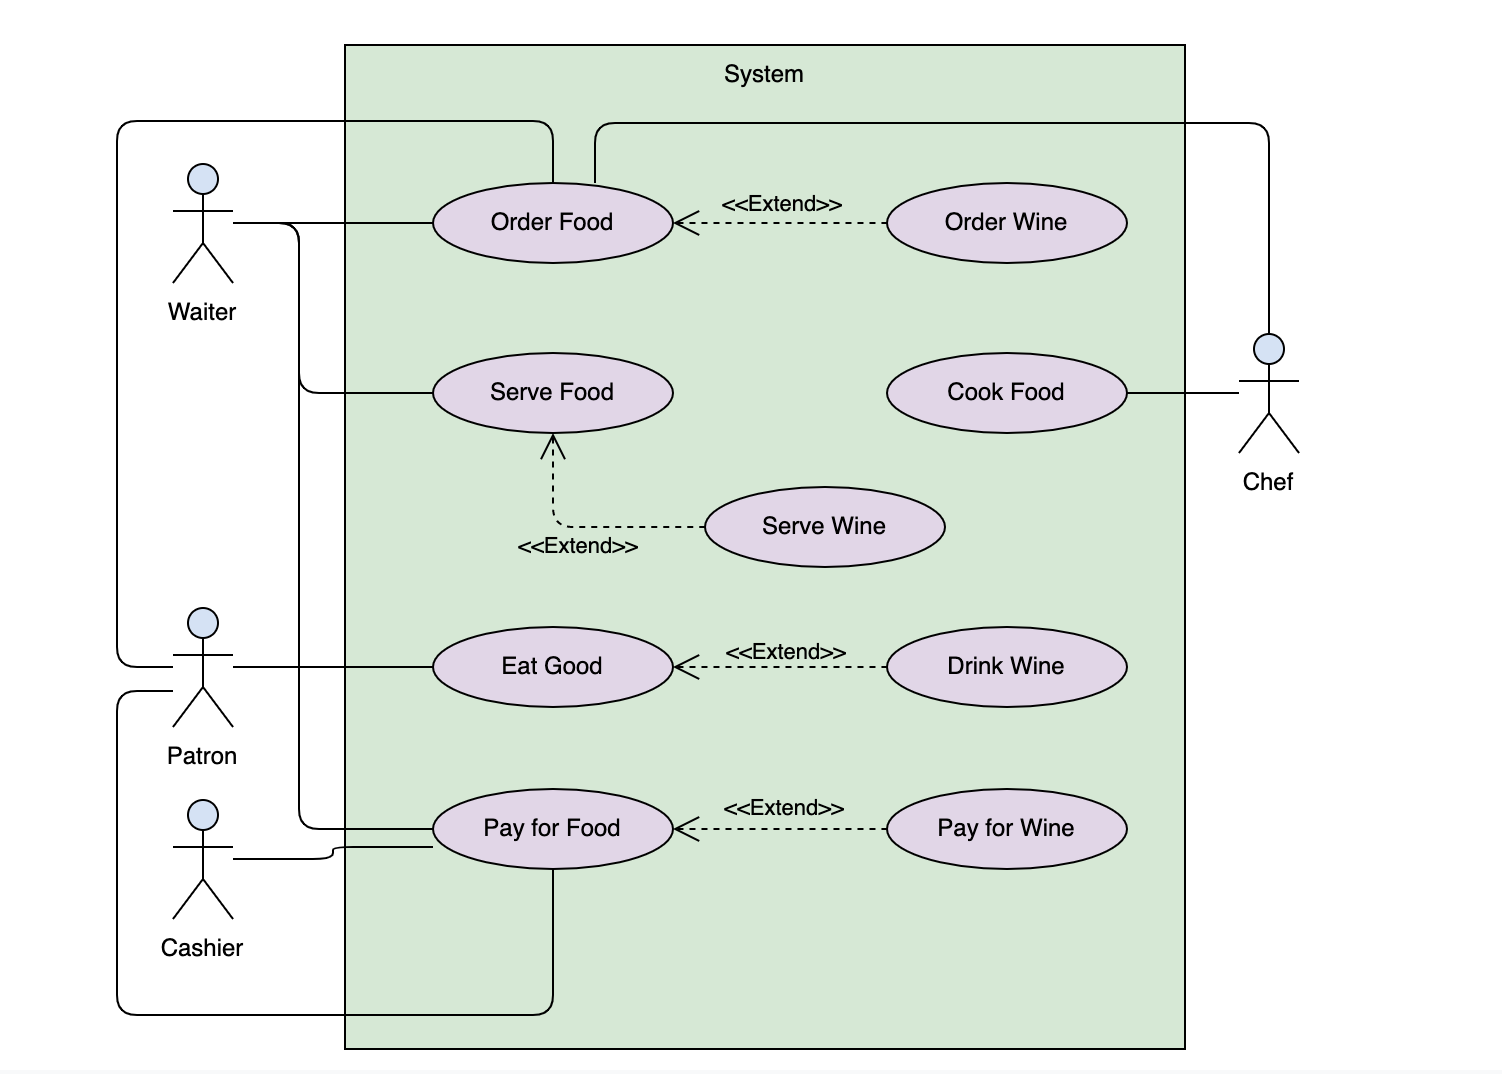 System
<<Extend>>
Order Food
Order Wine
Waiter
Serve Food
Cook Food
Chef
Serve Wine
<<Extend>>
<<Extend>>
Eat Good
Drink Wine
Patron
<<Extend>>
Pay for Food
Pay for Wine
Cashier